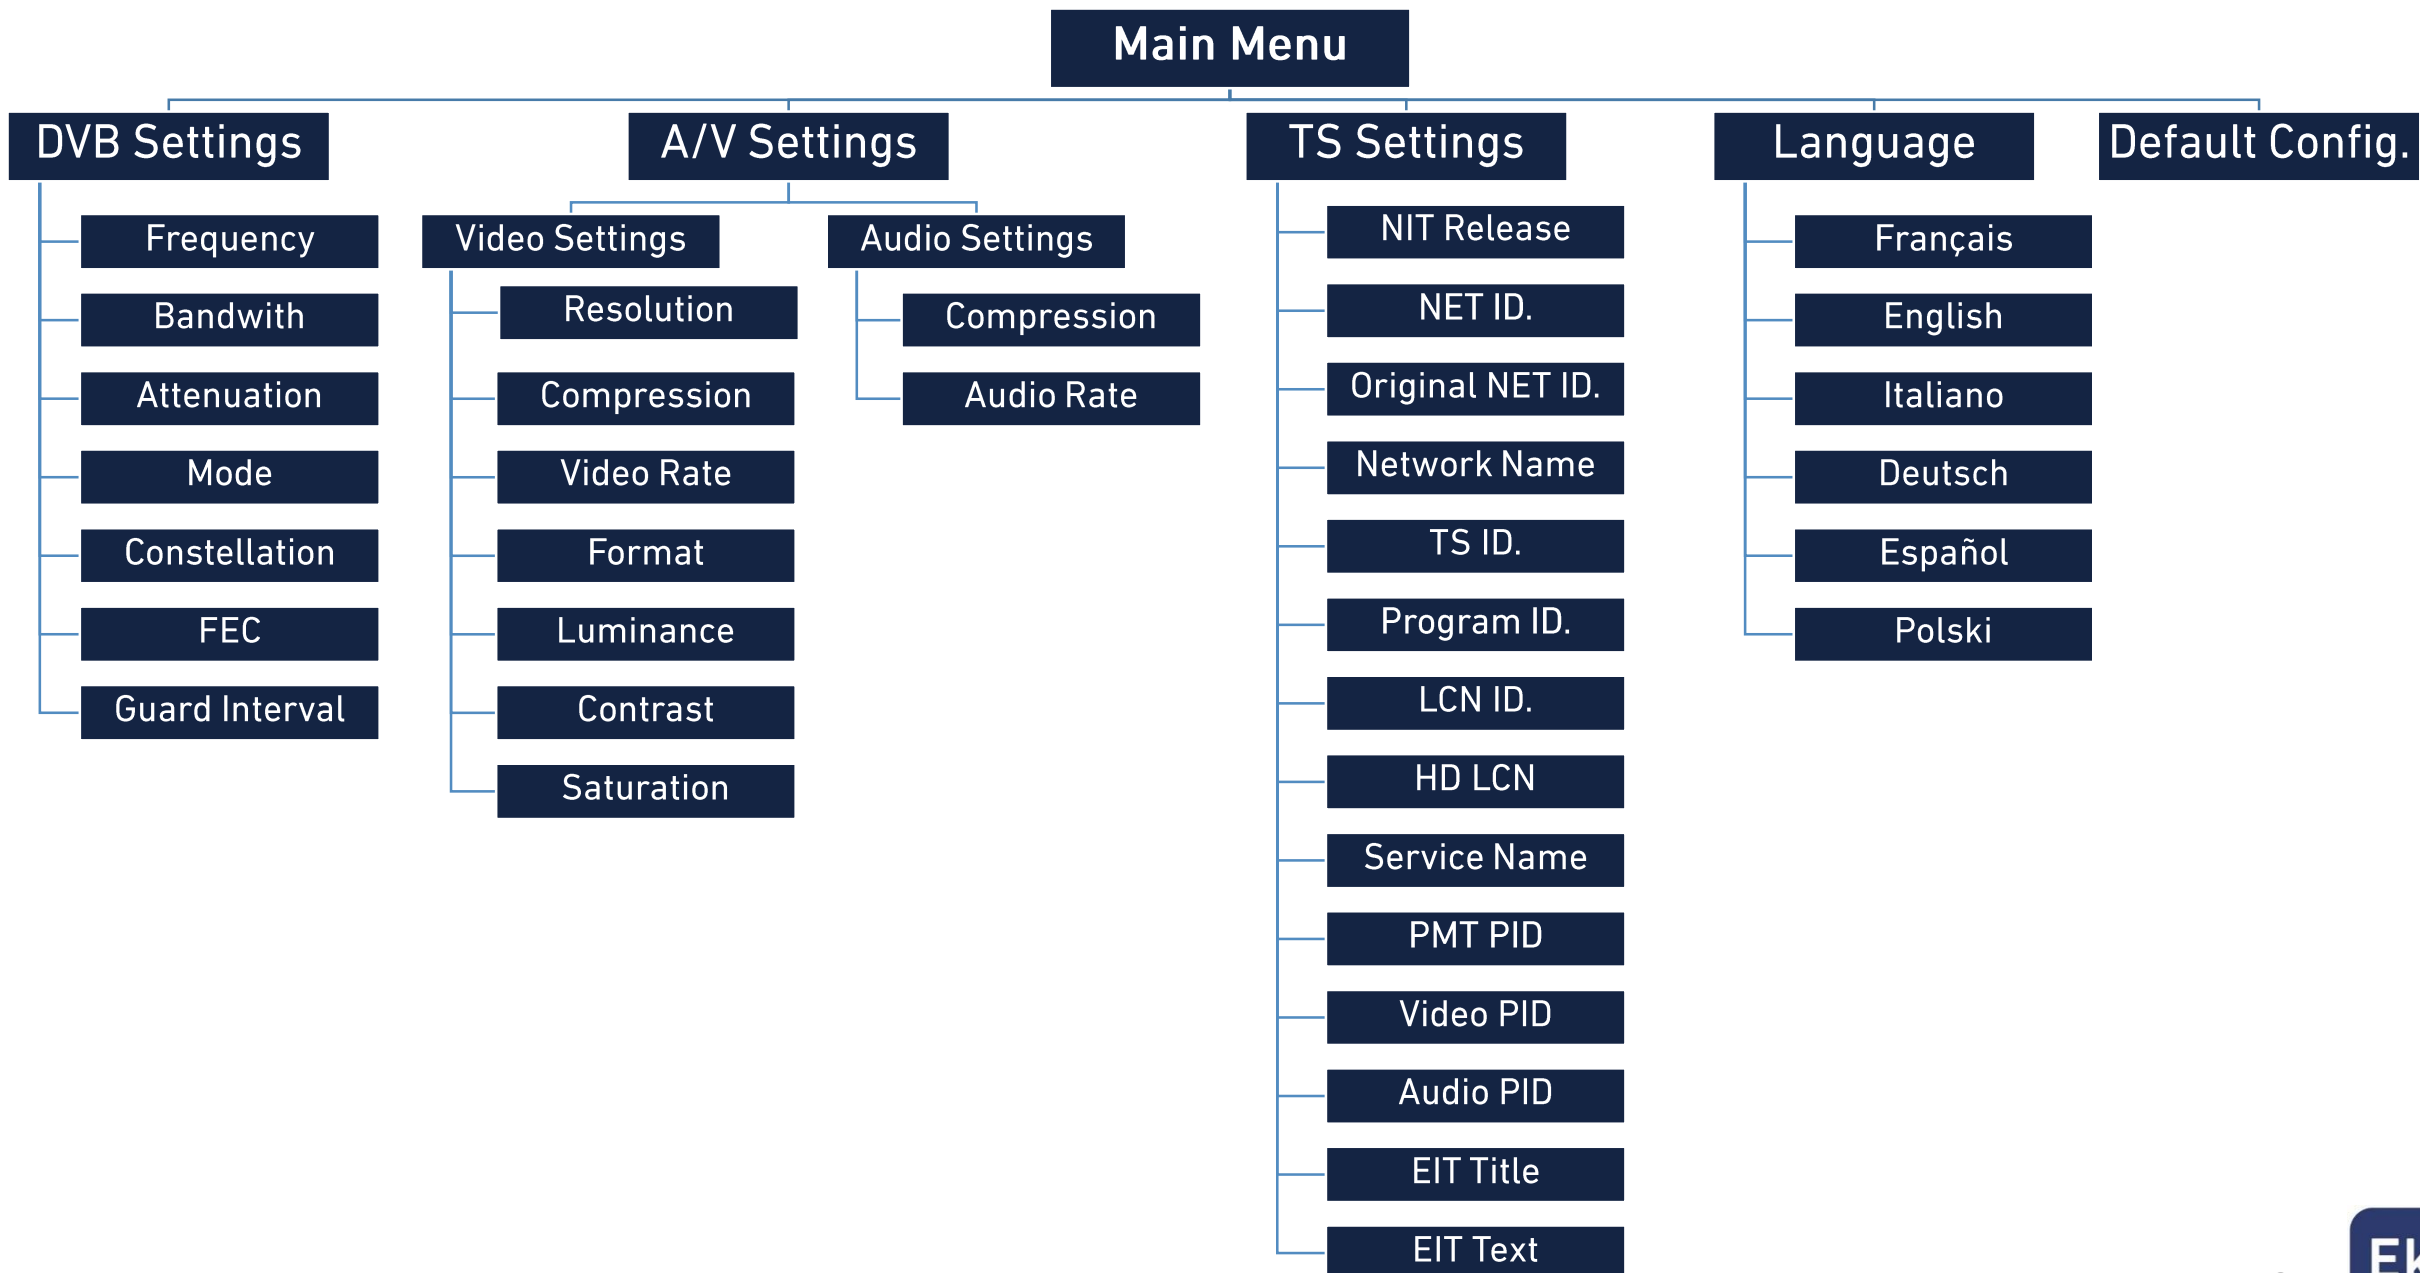 Main Menu
DVB Settings
Frequency
Bandwith
Attenuation
Mode
Constellation
FEC
Guard Interval
A/V Settings
Video Settings
Resolution
Compression
Video Rate
Format
Luminance
Contrast
Saturation
Audio Settings
Compression
Audio Rate
TS Settings
NIT Release
NET ID.
Original NET ID.
Network Name
TS ID.
Program ID.
LCN ID.
HD LCN
Service Name
PMT PID
Video PID
Audio PID
EIT Title
EIT Text
Language
Français
English
Italiano
Deutsch
Español
Polski
Default Config.